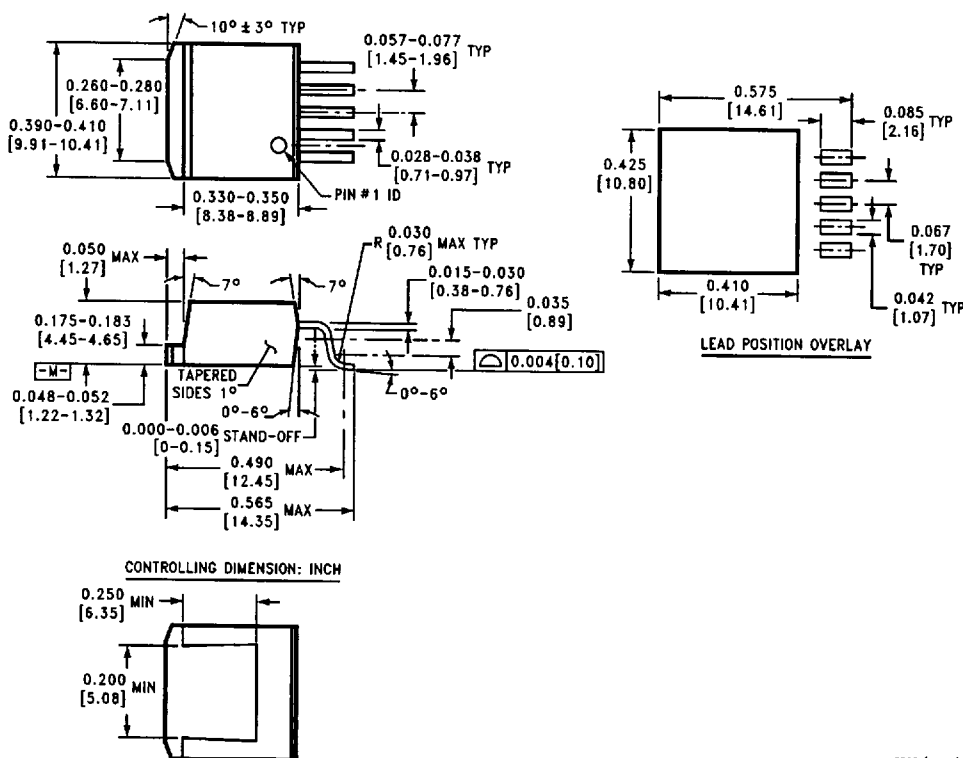 10° ± 3° TYP
0.057–0.077 TYP
[1.45–1.96]
0.260–0.280
[6.60–7.11]
0.390–0.410
[9.91–10.41]
0.028–0.038 TYP
[0.71–0.97]
PIN #1 ID
0.330–0.350
[8.38–8.89]
0.575
[14.61]
0.085 TYP
[2.16]
0.425
[10.80]
0.067
[1.70]
TYP
0.410
[10.41]
0.042 TYP
[1.07]
LEAD POSITION OVERLAY
0.050 MAX
[1.27]
7°
7°
R 0.030 MAX TYP
[0.76]
0.015–0.030
[0.38–0.76]
0.035
[0.89]
0.175–0.183
[4.45–4.65]
-M-
0.048–0.052
[1.22–1.32]
TAPERED
SIDES 1°
0°–6°
0.004[0.10]
0°–6°
0.000–0.006 STAND-OFF
[0–0.15]
0.490 MAX
[12.45]
0.565 MAX
[14.35]
CONTROLLING DIMENSION: INCH
0.250 MIN
[6.35]
0.200 MIN
[5.08]